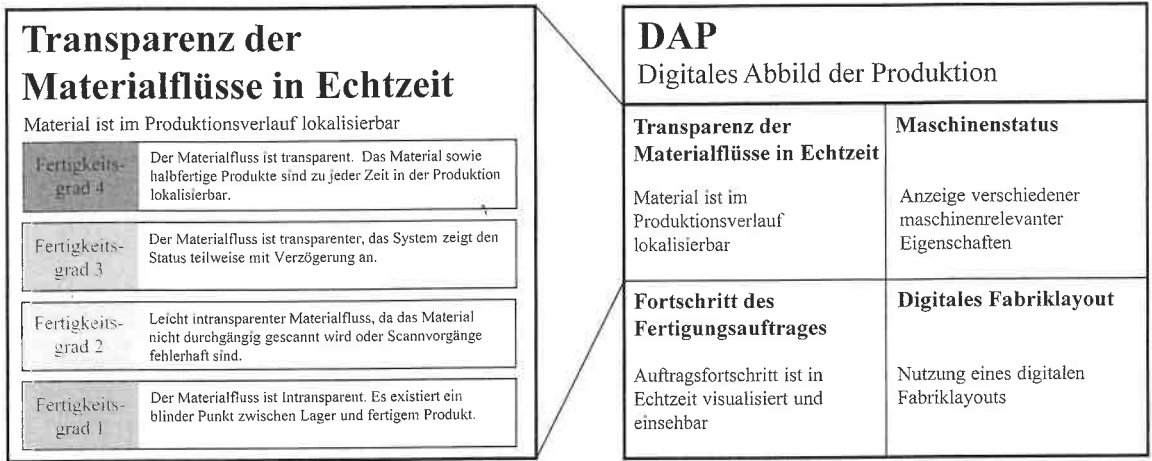 Transparenz der
Materialflüsse in Echtzeit
Material ist im Produktionsverlauf lokalisierbar
Fertigkeits-
grad 4
Der Materialfluss ist transparent. Das Material sowie
halbfertige Produkte sind zu jeder Zeit in der Produktion
lokalisierbar.
Fertigkeits-
grad 3
Der Materialfluss ist transparenter, das System zeigt den
Status teilweise mit Verzögerung an.
Fertigkeits-
grad 2
Leicht intransparenter Materialfluss, da das Material
nicht durchgängig gescannt wird oder Scannvorgänge
fehlerhaft sind.
Fertigkeits-
grad 1
Der Materialfluss ist Intransparent. Es existiert ein
blinder Punkt zwischen Lager und fertigem Produkt.
DAP
Digitales Abbild der Produktion
Transparenz der
Materialflüsse in Echtzeit
Material ist im
Produktionsverlauf
lokalisierbar
Maschinenstatus
Anzeige verschiedener
maschinenrelevanter
Eigenschaften
Fortschritt des
Fertigungsauftrages
Auftragsfortschritt ist in
Echtzeit visualisiert und
einsehbar
Digitales Fabriklayout
Nutzung eines digitalen
Fabriklayouts